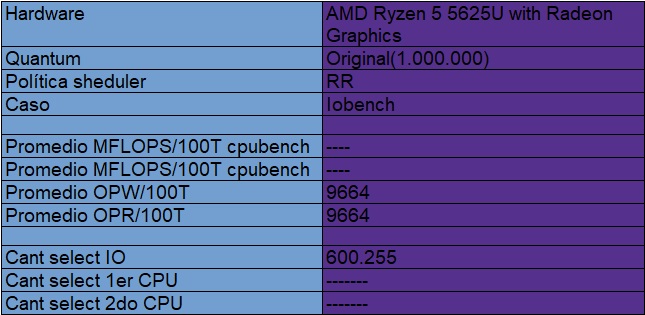 Hardware AMD Ryzen 5 5625U with Radeon
Graphics
Quantum Original(1.000.000)
Política sheduler RR
Caso Iobench
Promedio MFLOPS/100T cpubench ----
Promedio MFLOPS/100T cpubench ----
Promedio OPW/100T 9664
Promedio OPR/100T 9664
Cant select IO 600.255
Cant select 1er CPU -------
Cant select 2do CPU -------